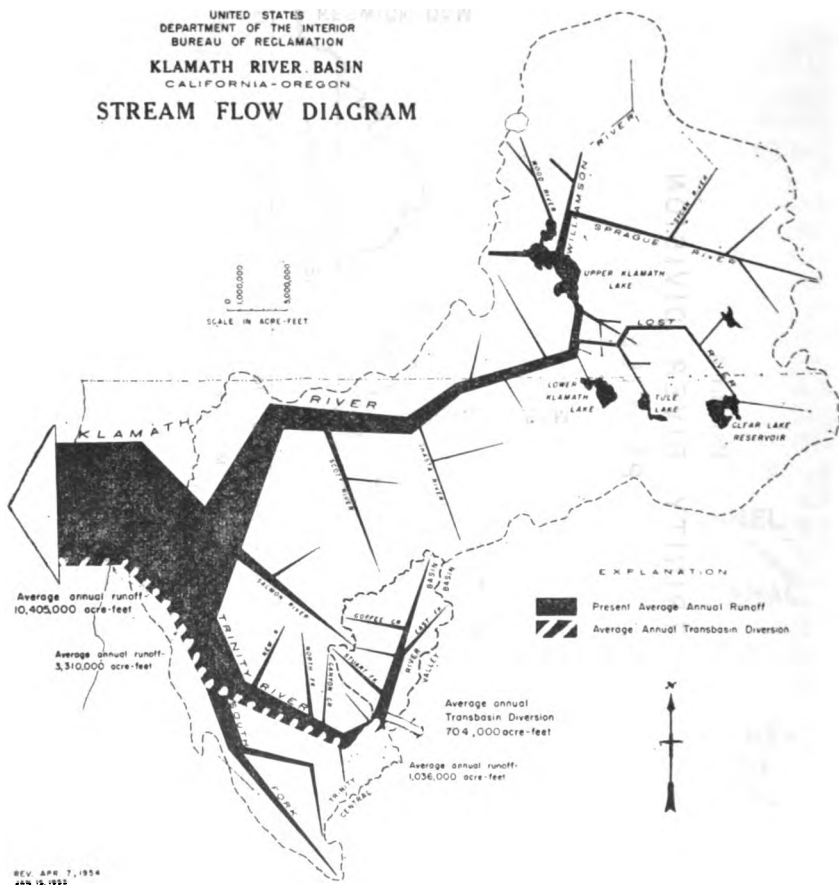 UNITED STATES
DEPARTMENT OF THE INTERIOR
BUREAU OF RECLAMATION
KLAMATH RIVER BASIN
CALIFORNIA-OREGON
STREAM FLOW DIAGRAM
WOOD RIVER
WILLIAMSON RIVER
SPRAGUE RIVER
UPPER KLAMATH
LAKE
0
1,000,000
SCALE IN ACRE-FEET
LOST RIVER
LOWER
KLAMATH
LAKE
TULE
LAKE
CLEAR LAKE
RESERVOIR
KLAMATH RIVER
SCOTT RIVER
SHASTA RIVER
SALMON RIVER
TRINITY RIVER
NEW R
NORTH FK
CANYON CR
STUART FK
COFFEE CR
EAST FK
BASIN
BASIN
RIVER
VALLEY
SOUTH FORK
TRINITY
CENTRAL
EXPLANATION
Present Average Annual Runoff
Average Annual Transbasin Diversion
Average annual runoff-
10,405,000 acre-feet
Average annual runoff-
3,310,000 acre-feet
Average annual
Transbasin Diversion
704,000 acre-feet
Average annual runoff-
1,036,000 acre-feet
REV. APR. 7, 1954